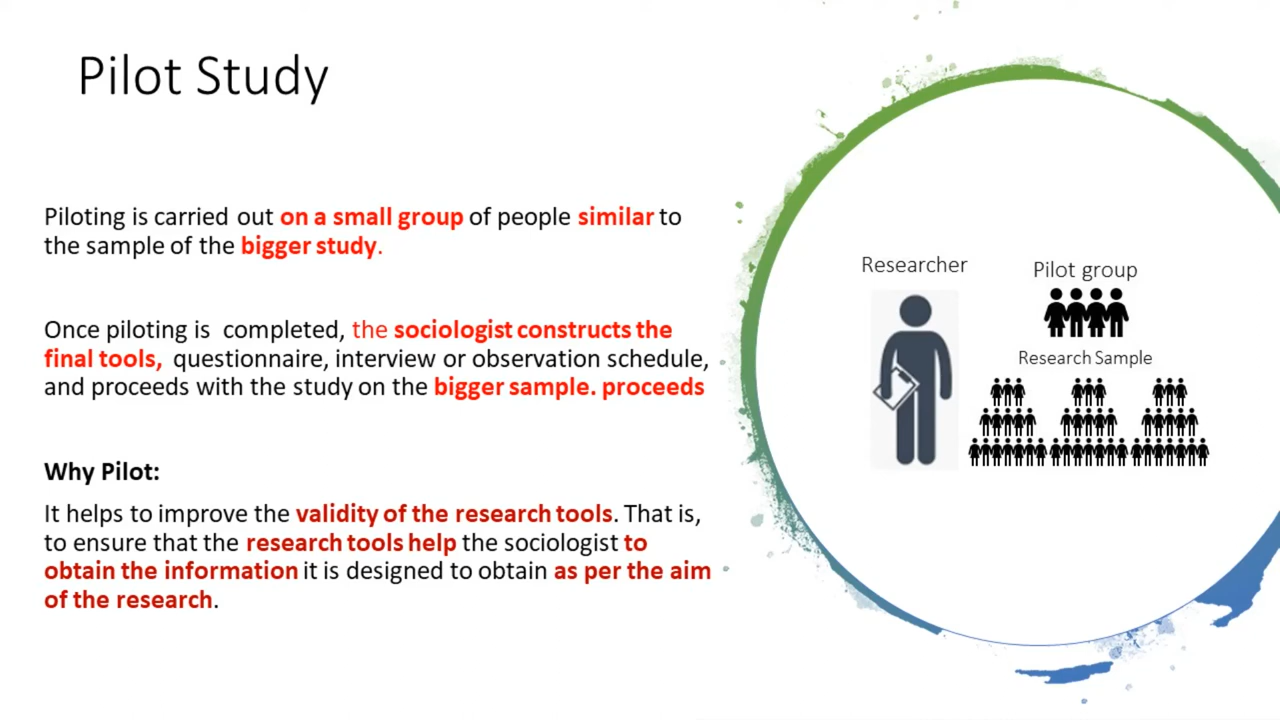 Pilot Study
Piloting is carried out on a small group of people similar to
the sample of the bigger study.
Once piloting is completed, the sociologist constructs the
final tools, questionnaire, interview or observation schedule,
and proceeds with the study on the bigger sample. proceeds
Why Pilot:
It helps to improve the validity of the research tools. That is,
to ensure that the research tools help the sociologist to
obtain the information it is designed to obtain as per the aim
of the research.
Researcher
Pilot group
Research Sample